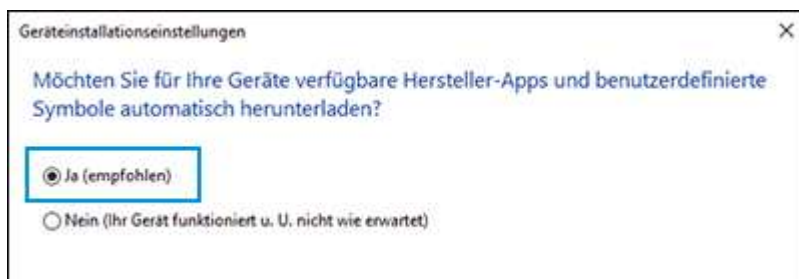 Geräteinstallationseinstellungen
Möchten Sie für Ihre Geräte verfügbare Hersteller-Apps und benutzerdefinierte
Symbole automatisch herunterladen?
Ja (empfohlen)
Nein (Ihr Gerät funktioniert u. U. nicht wie erwartet)